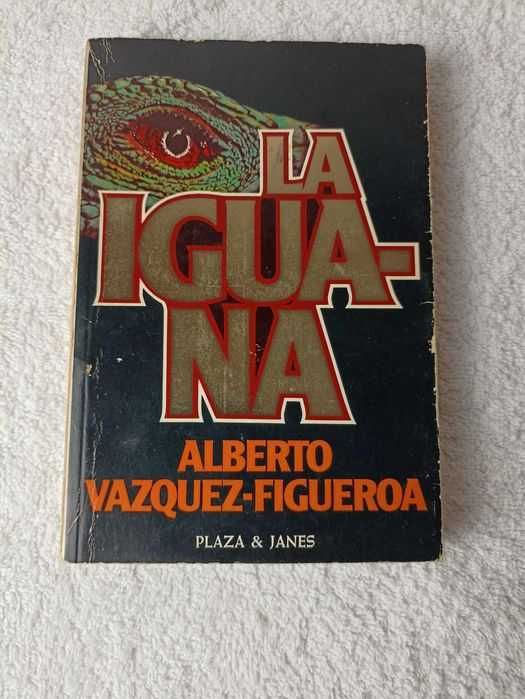 LA
IGUA-
NA
ALBERTO
VAZQUEZ-FIGUEROA
PLAZA & JANES